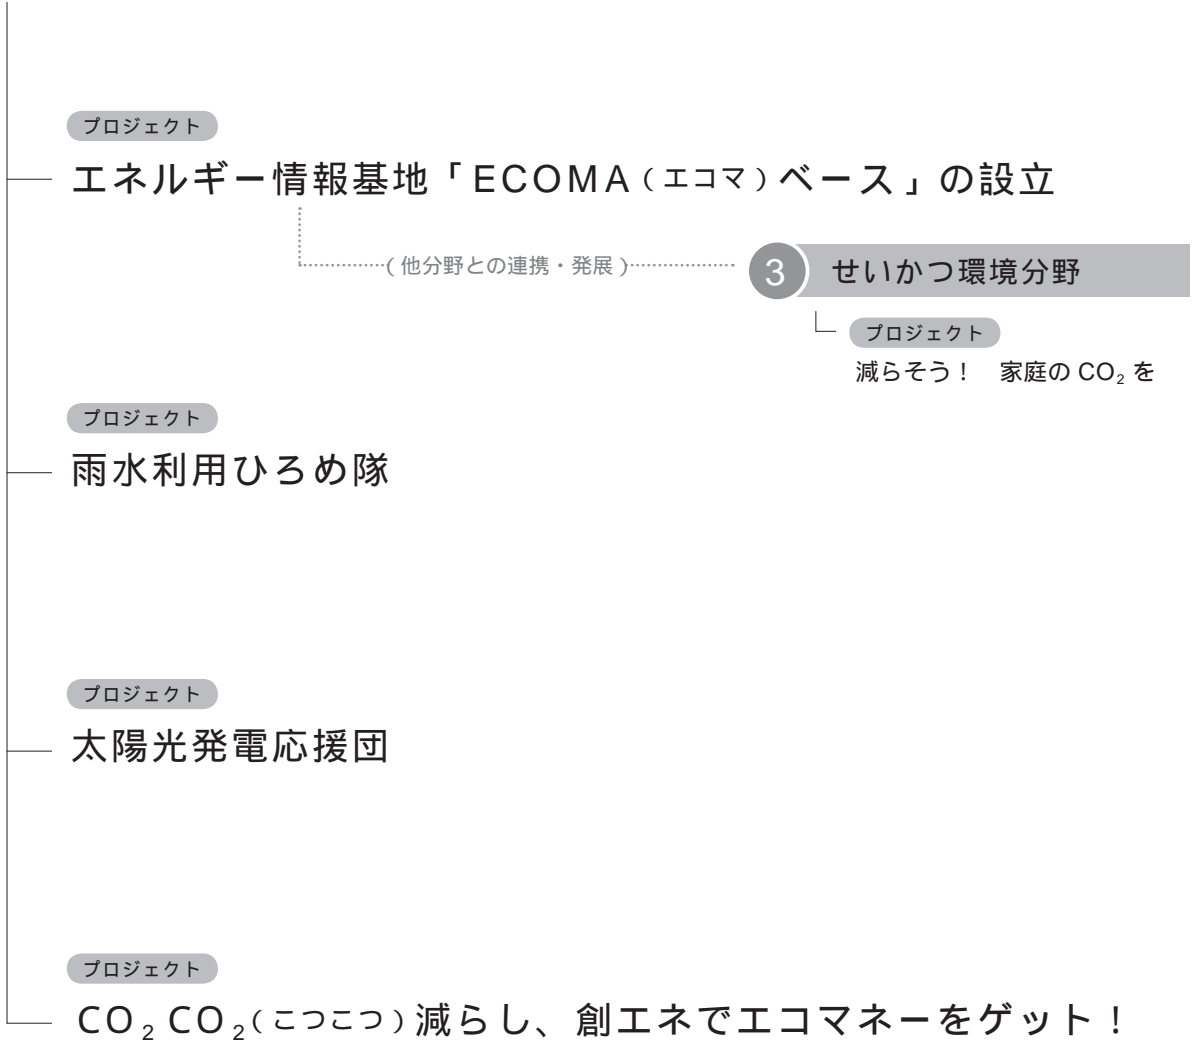 プロジェクト
エネルギー情報基地「ECOMA（エコマ）ベース」の設立
（他分野との連携・発展）
3 せいかつ環境分野
プロジェクト
減らそう！　家庭の CO₂ を
プロジェクト
雨水利用ひろめ隊
プロジェクト
太陽光発電応援団
プロジェクト
CO₂ CO₂（こつこつ）減らし、創エネでエコマネーをゲット！